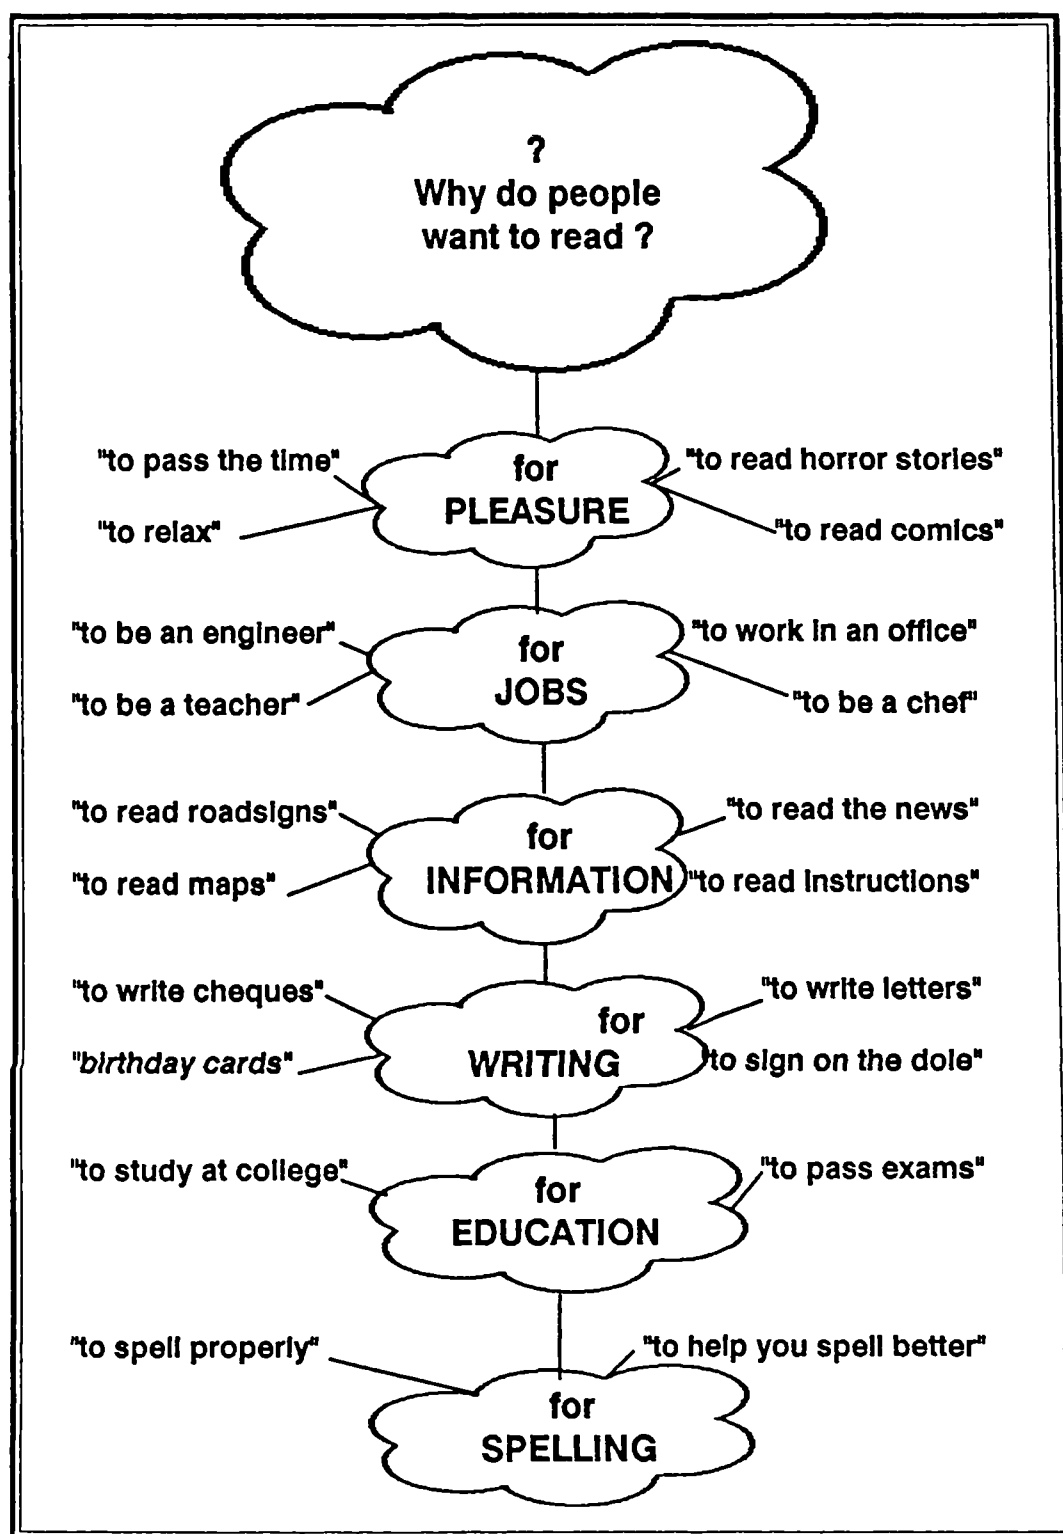 ?
Why do people
want to read ?
"to pass the time"
"to relax"
for
PLEASURE
"to read horror stories"
"to read comics"
"to be an engineer"
"to be a teacher"
for
JOBS
"to work in an office"
"to be a chef"
"to read roadsigns"
"to read maps"
for
INFORMATION
"to read the news"
"to read instructions"
"to write cheques"
"birthday cards"
for
WRITING
"to write letters"
"to sign on the dole"
"to study at college"
for
EDUCATION
"to pass exams"
"to spell properly"
"to help you spell better"
for
SPELLING